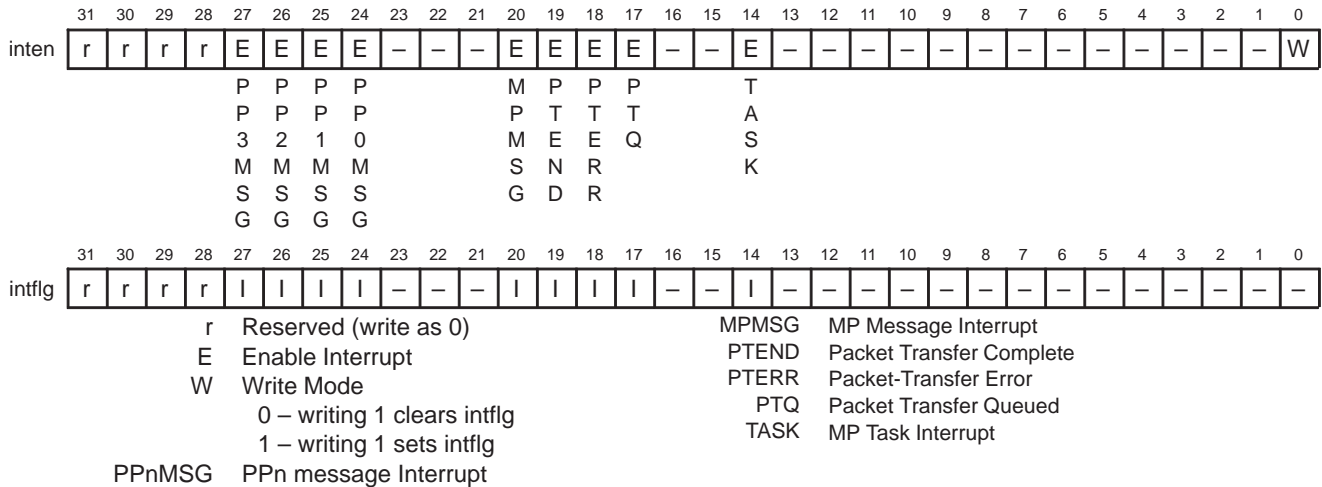 31 30 29 28 27 26 25 24 23 22 21 20 19 18 17 16 15 14 13 12 11 10 9 8 7 6 5 4 3 2 1 0
inten r r r r E E E E – – – E E E E – – E – – – – – – – – – – – – – W
P P P P M P P P T
P P P P P T T T A
3 2 1 0 M E E Q S
M M M M S N R K
S S S S G D R
G G G G
31 30 29 28 27 26 25 24 23 22 21 20 19 18 17 16 15 14 13 12 11 10 9 8 7 6 5 4 3 2 1 0
intflg r r r r I I I I – – – I I I I – – I – – – – – – – – – – – – – –
r Reserved (write as 0)
E Enable Interrupt
W Write Mode
0 – writing 1 clears intflg
1 – writing 1 sets intflg
PPnMSG PPn message Interrupt
MPMSG MP Message Interrupt
PTEND Packet Transfer Complete
PTERR Packet-Transfer Error
PTQ Packet Transfer Queued
TASK MP Task Interrupt